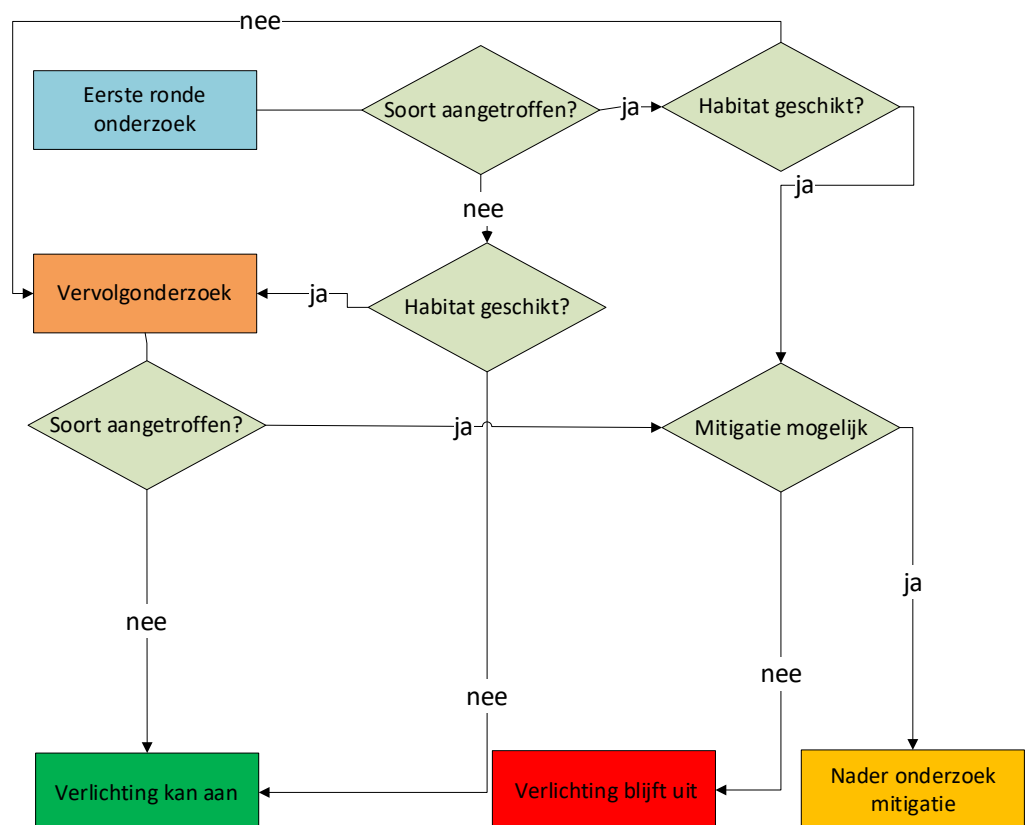 nee
Eerste ronde
onderzoek
Soort aangetroffen?
ja
Habitat geschikt?
ja
nee
Vervolgonderzoek
ja
Habitat geschikt?
Soort aangetroffen?
ja
Mitigatie mogelijk
nee
ja
nee
nee
Verlichting kan aan
Verlichting blijft uit
Nader onderzoek
mitigatie